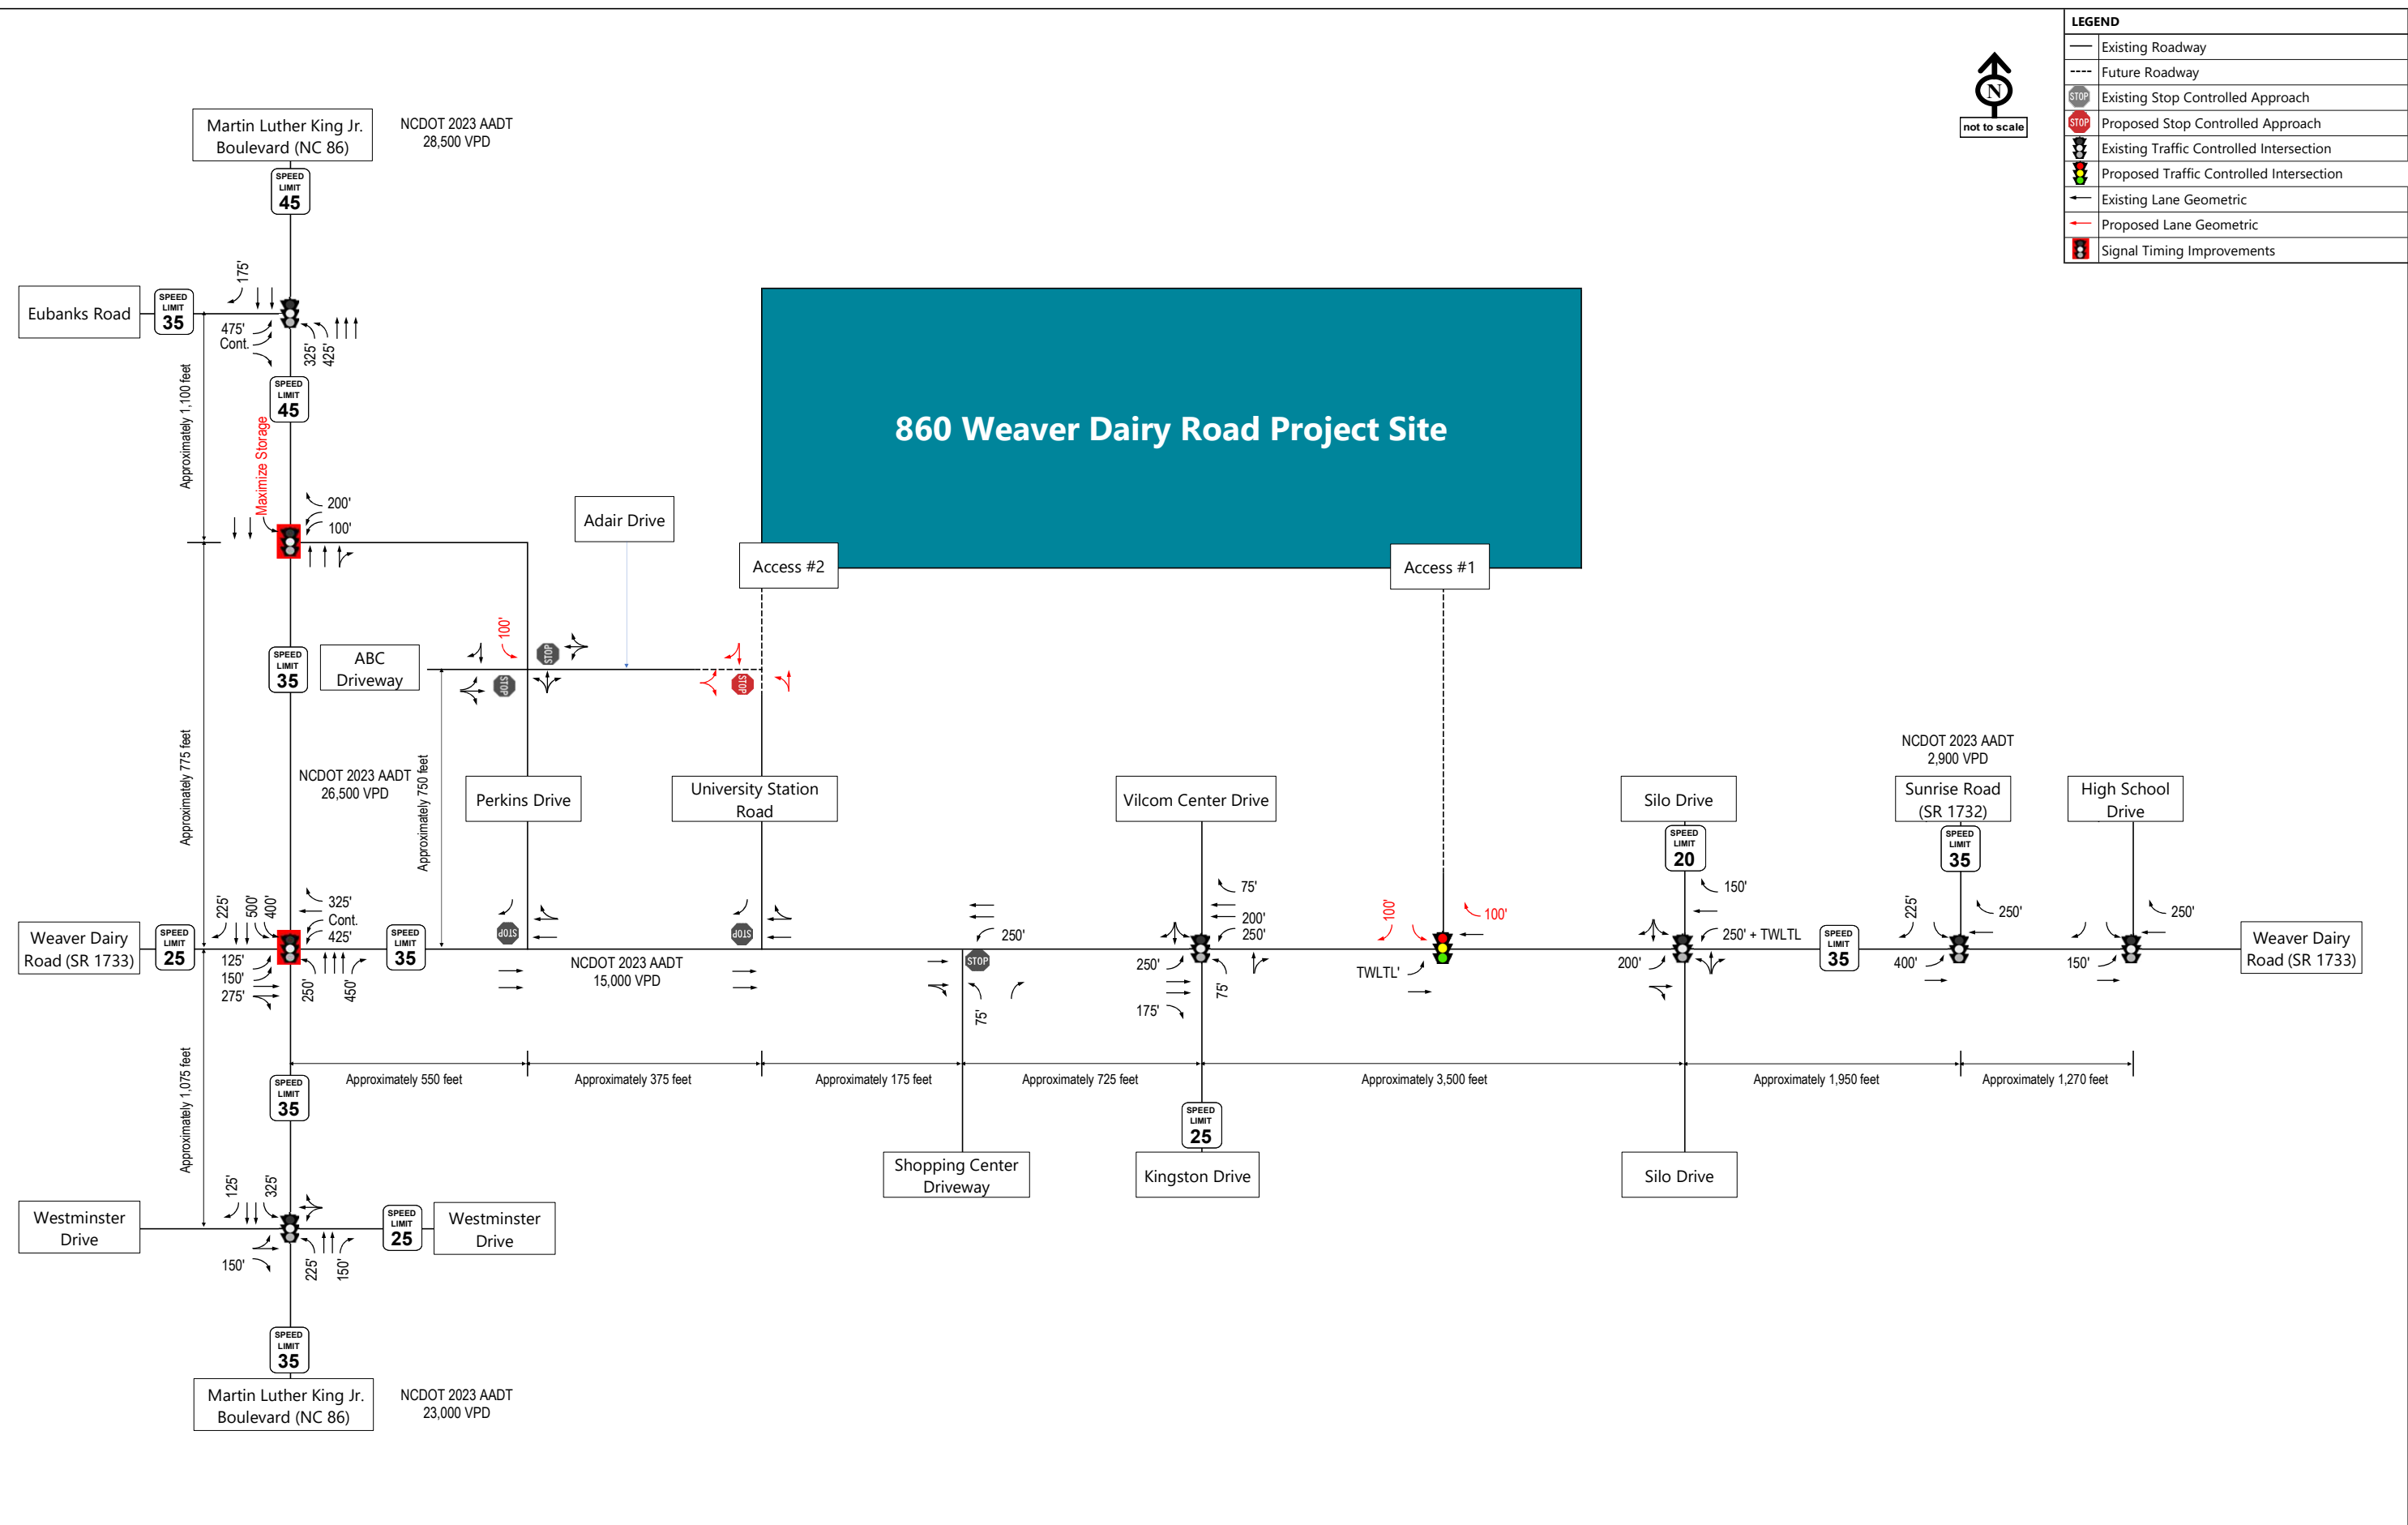 LEGEND
Existing Roadway
Future Roadway
STOP Existing Stop Controlled Approach
STOP Proposed Stop Controlled Approach
Existing Traffic Controlled Intersection
Proposed Traffic Controlled Intersection
Existing Lane Geometric
Proposed Lane Geometric
Signal Timing Improvements
N
not to scale
Martin Luther King Jr.
Boulevard (NC 86)
NCDOT 2023 AADT
28,500 VPD
SPEED
LIMIT
45
175'
Eubanks Road
SPEED
LIMIT
35
475'
Cont.
325'
425'
SPEED
LIMIT
45
Approximately 1,100 feet
Maximize Storage
200'
100'
860 Weaver Dairy Road Project Site
Adair Drive
Access #2
Access #1
SPEED
LIMIT
35
ABC
Driveway
100'
STOP
STOP
STOP
Approximately 775 feet
NCDOT 2023 AADT
26,500 VPD
Approximately 750 feet
Perkins Drive
University Station
Road
Vilcom Center Drive
Silo Drive
SPEED
LIMIT
20
NCDOT 2023 AADT
2,900 VPD
Sunrise Road
(SR 1732)
SPEED
LIMIT
35
High School
Drive
Weaver Dairy
Road (SR 1733)
SPEED
LIMIT
25
225'
500'
400'
325'
Cont.
425'
125'
150'
275'
250'
450'
SPEED
LIMIT
35
STOP
STOP
NCDOT 2023 AADT
15,000 VPD
250'
STOP
75'
75'
200'
250'
250'
175'
75'
100'
100'
TWLTL'
150'
250' + TWLTL
200'
SPEED
LIMIT
35
225'
250'
400'
250'
150'
Weaver Dairy
Road (SR 1733)
Approximately 1,075 feet
Approximately 550 feet
Approximately 375 feet
Approximately 175 feet
Approximately 725 feet
Approximately 3,500 feet
Approximately 1,950 feet
Approximately 1,270 feet
SPEED
LIMIT
35
SPEED
LIMIT
25
Shopping Center
Driveway
Kingston Drive
Silo Drive
125'
325'
Westminster
Drive
SPEED
LIMIT
25
Westminster
Drive
150'
225'
150'
SPEED
LIMIT
35
Martin Luther King Jr.
Boulevard (NC 86)
NCDOT 2023 AADT
23,000 VPD